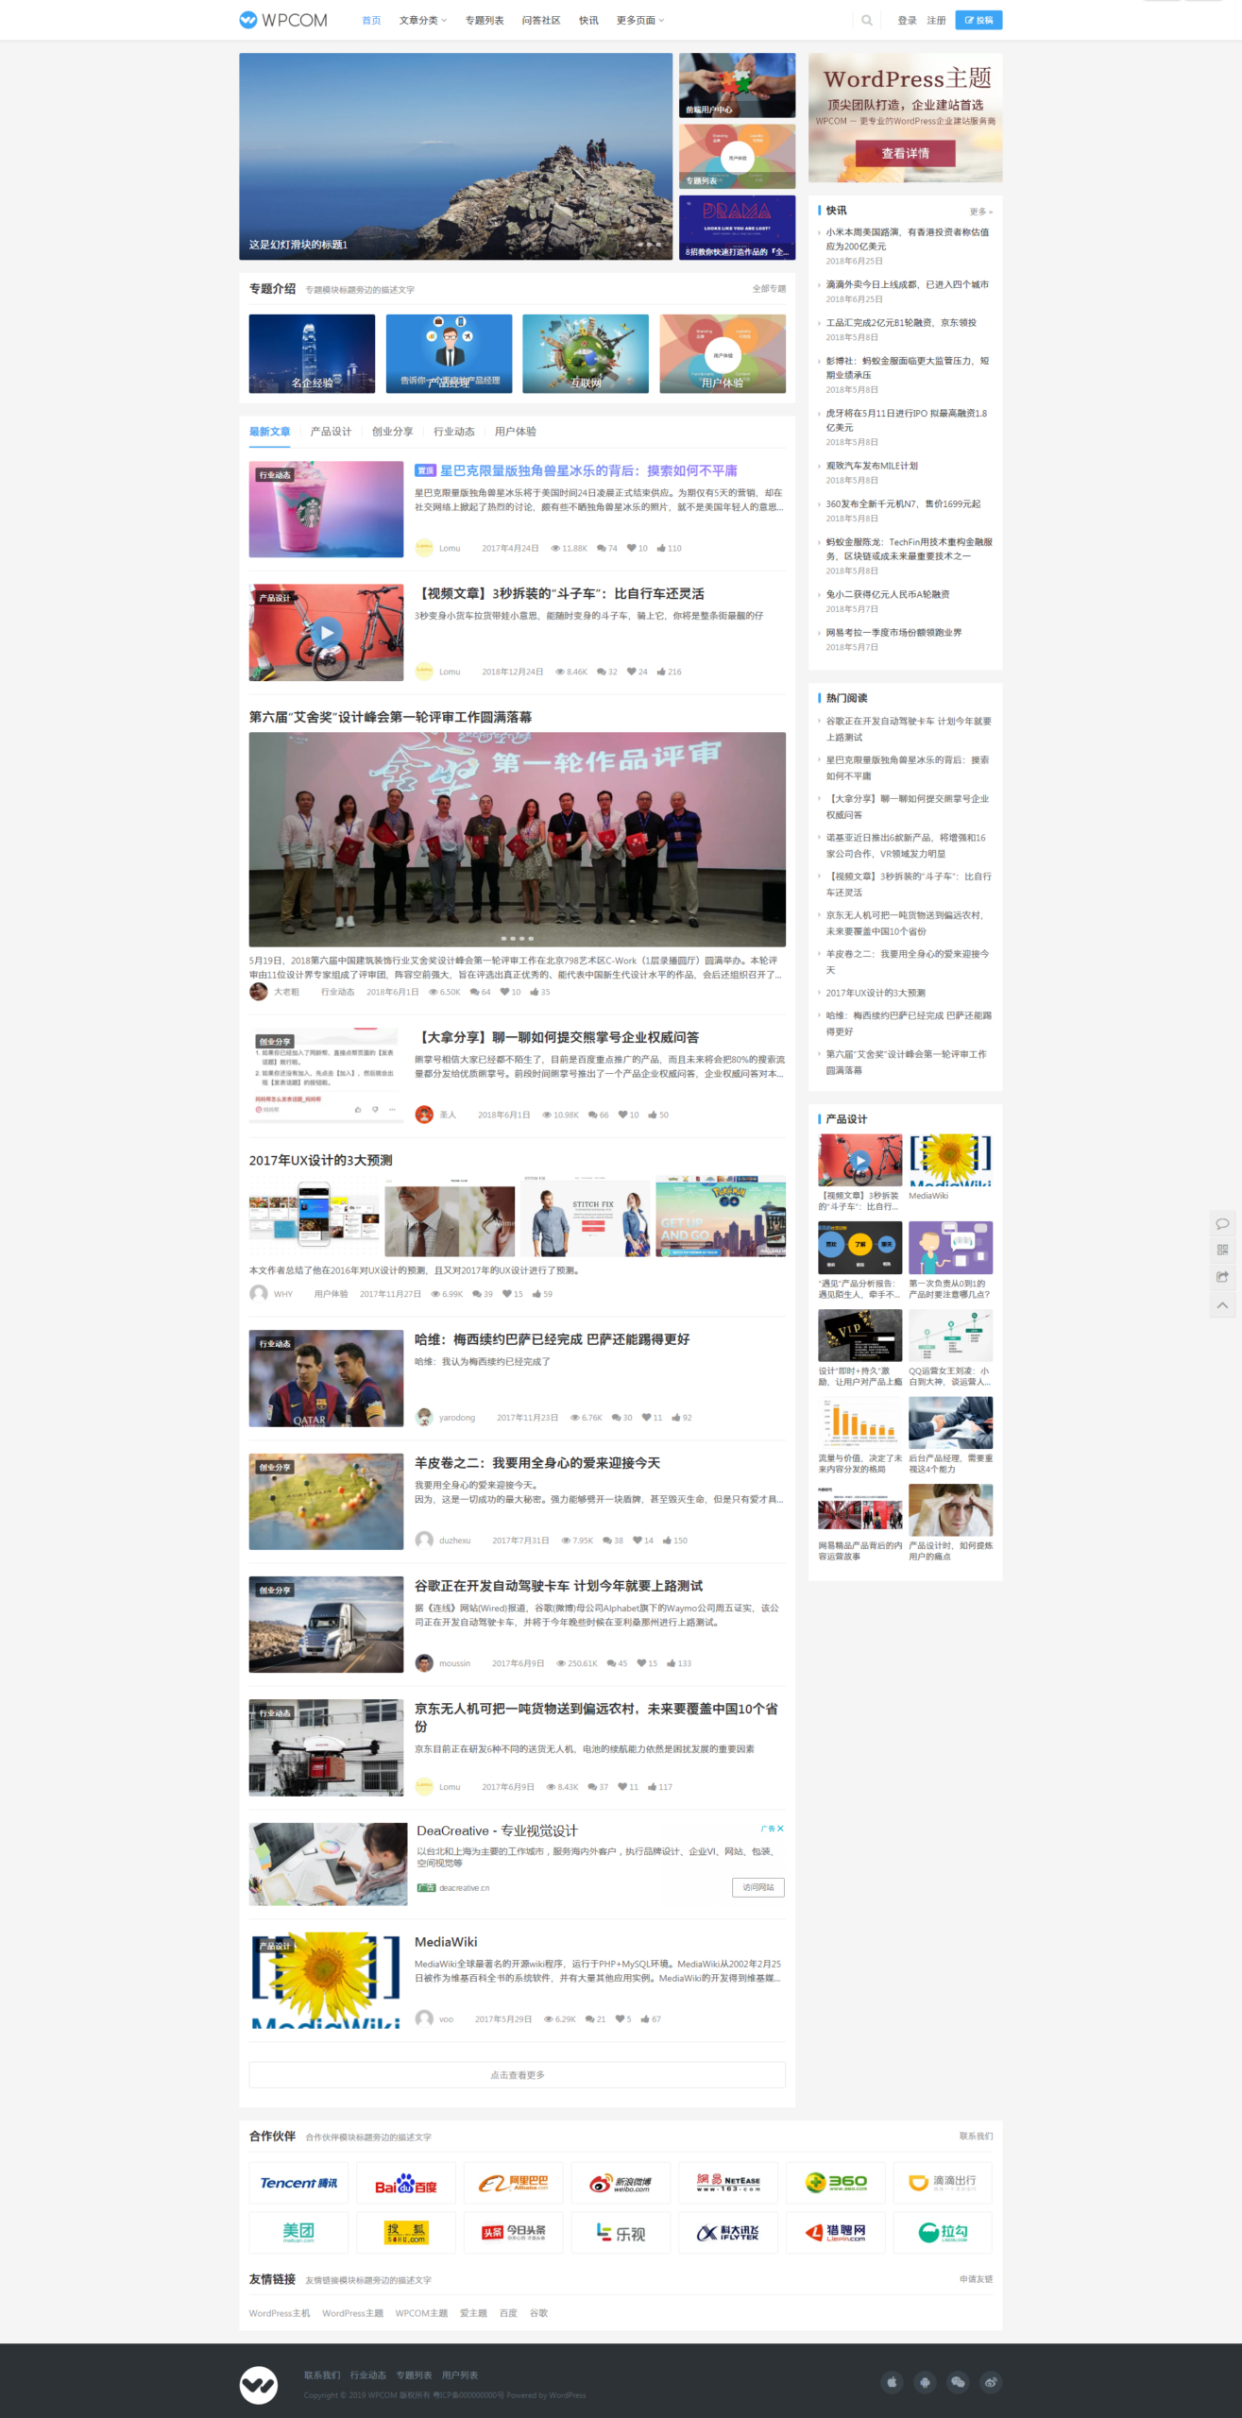 WPCOM 首页 文章分类 专题列表 问答社区 快讯 更多页面 登录 注册 投稿
这是幻灯滑块的标题1
前端用户中心
用户体验
专题列表
DRAMA
LOOKS LIKE YOU ARE LAST!
8招教你快速打造作品的『全...
WordPress主题
顶尖团队打造，企业建站首选
WPCOM — 更专业的WordPress企业建站服务商
查看详情
专题介绍 专题模块标题旁边的描述文字 全部专题
名企经验
产品经理
互联网
用户体验
最新文章 产品设计 创业分享 行业动态 用户体验
行业动态
置顶 星巴克限量版独角兽星冰乐的背后：摸索如何不平庸
星巴克限量版独角兽星冰乐将于美国时间24日凌晨正式结束供应。为期仅有5天的营销，却在
社交网络上掀起了热烈的讨论，颇有些不晒独角兽星冰乐的照片，就不是美国年轻人的意思...
Lomu 2017年4月24日 11.88K 74 10 110
产品设计
【视频文章】3秒拆装的“斗子车”：比自行车还灵活
3秒变身小货车拉货带娃小意思，能随时变身的斗子车，骑上它，你将是整条街最靓的仔
Lomu 2018年12月24日 8.46K 32 24 216
第六届“艾舍奖”设计峰会第一轮评审工作圆满落幕
第一轮作品评审
5月19日，2018第六届中国建筑装饰行业艾舍奖设计峰会第一轮评审工作在北京798艺术区C-Work（1层录播圆厅）圆满举办。本轮评
审由11位设计界专家组成了评审团，阵容空前强大，旨在评选出真正优秀的、能代表中国新生代设计水平的作品，会后还组织召开了...
大老粗 行业动态 2018年6月1日 6.50K 64 10 35
创业分享
【大拿分享】聊一聊如何提交熊掌号企业权威问答
熊掌号相信大家已经都不陌生了，目前是百度重点推广的产品，而且未来将会把80%的搜索流
量都分发给优质熊掌号。前段时间熊掌号推出了一个产品企业权威问答，企业权威问答对本...
圣人 2018年6月1日 10.98K 66 10 50
2017年UX设计的3大预测
STITCH FIX
POKÉMON GO
GET UP AND GO
本文作者总结了他在2016年对UX设计的预测，且又对2017年的UX设计进行了预测。
WHY 用户体验 2017年11月27日 6.99K 39 15 59
行业动态
QATAR
哈维：梅西续约巴萨已经完成 巴萨还能踢得更好
哈维：我认为梅西续约已经完成了
yarodong 2017年11月23日 6.76K 30 11 92
创业分享
羊皮卷之二：我要用全身心的爱来迎接今天
我要用全身心的爱来迎接今天。
因为，这是一切成功的最大秘密。强力能够劈开一块盾牌，甚至毁灭生命，但是只有爱才具...
duzhexu 2017年7月31日 7.95K 38 14 150
创业分享
谷歌正在开发自动驾驶卡车 计划今年就要上路测试
据《连线》网站(Wired)报道，谷歌(微博)母公司Alphabet旗下的Waymo公司周五证实，该公
司正在开发自动驾驶卡车，并将于今年晚些时候在亚利桑那州进行上路测试。
moussin 2017年6月9日 250.61K 45 15 133
行业动态
京东无人机可把一吨货物送到偏远农村，未来要覆盖中国10个省
份
京东目前正在研发6种不同的送货无人机，电池的续航能力依然是困扰发展的重要因素
Lomu 2017年6月9日 8.43K 37 11 117
DeaCreative - 专业视觉设计 广告
以台北和上海为主要的工作城市，服务海内外客户，执行品牌设计、企业VI、网站、包装、
空间视觉等
广告 deacreative.cn 访问网站
产品设计
MediaWiki
MediaWiki
MediaWiki全球最著名的开源wiki程序，运行于PHP+MySQL环境。MediaWiki从2002年2月25
日被作为维基百科全书的系统软件，并有大量其他应用实例。MediaWiki的开发得到维基媒...
voo 2017年5月29日 6.29K 21 5 67
点击查看更多
快讯 更多
小米本周美国路演，有香港投资者称估值
应为200亿美元
2018年6月25日
滴滴外卖今日上线成都，已进入四个城市
2018年6月25日
工品汇完成2亿元B1轮融资，京东领投
2018年5月8日
彭博社：蚂蚁金服面临更大监管压力，短
期业绩承压
2018年5月8日
虎牙将在5月11日进行IPO 拟最高融资1.8
亿美元
2018年5月8日
观致汽车发布MILE计划
2018年5月8日
360发布全新千元机N7，售价1699元起
2018年5月8日
蚂蚁金服陈龙：TechFin用技术重构金融服
务，区块链或成未来最重要技术之一
2018年5月8日
兔小二获得亿元人民币A轮融资
2018年5月7日
网易考拉一季度市场份额领跑业界
2018年5月7日
热门阅读
谷歌正在开发自动驾驶卡车 计划今年就要
上路测试
星巴克限量版独角兽星冰乐的背后：摸索
如何不平庸
【大拿分享】聊一聊如何提交熊掌号企业
权威问答
诺基亚近日推出6款新产品，将增强和16
家公司合作，VR领域发力明显
【视频文章】3秒拆装的“斗子车”：比自行
车还灵活
京东无人机可把一吨货物送到偏远农村，
未来要覆盖中国10个省份
羊皮卷之二：我要用全身心的爱来迎接今
天
2017年UX设计的3大预测
哈维：梅西续约巴萨已经完成 巴萨还能踢
得更好
第六届“艾舍奖”设计峰会第一轮评审工作
圆满落幕
产品设计
【视频文章】3秒拆装
的“斗子车”：比自行...
MediaWiki
“遇见”产品分析报告：
遇见陌生人，牵手不...
第一次负责从0到1的
产品时要注意哪几点？
VIP
设计“即时+持久”激
励，让用户对产品上瘾
QQ运营女王刘凌：小
白到大神，谈运营人...
流量与价值，决定了未
来内容分发的格局
后台产品经理，需要重
视这4个能力
网易精品产品背后的内
容运营故事
产品设计时，如何提炼
用户的痛点
合作伙伴 合作伙伴模块标题旁边的描述文字 联系我们
Tencent 腾讯 Bai du 百度 阿里巴巴 Alibaba.com 新浪微博 weibo.com 網易 NETEASE www.163.com 360 滴滴出行
美团 搜狐 今日头条 乐视 科大讯飞 iFLYTEK 猎聘网 Liepin.com 拉勾
友情链接 友情链接模块标题旁边的描述文字 申请友链
WordPress主机 WordPress主题 WPCOM主题 爱主题 百度 谷歌
联系我们 行业动态 专题列表 用户列表
Copyright © 2019 WPCOM 版权所有 粤ICP备000000000号 Powered by WordPress